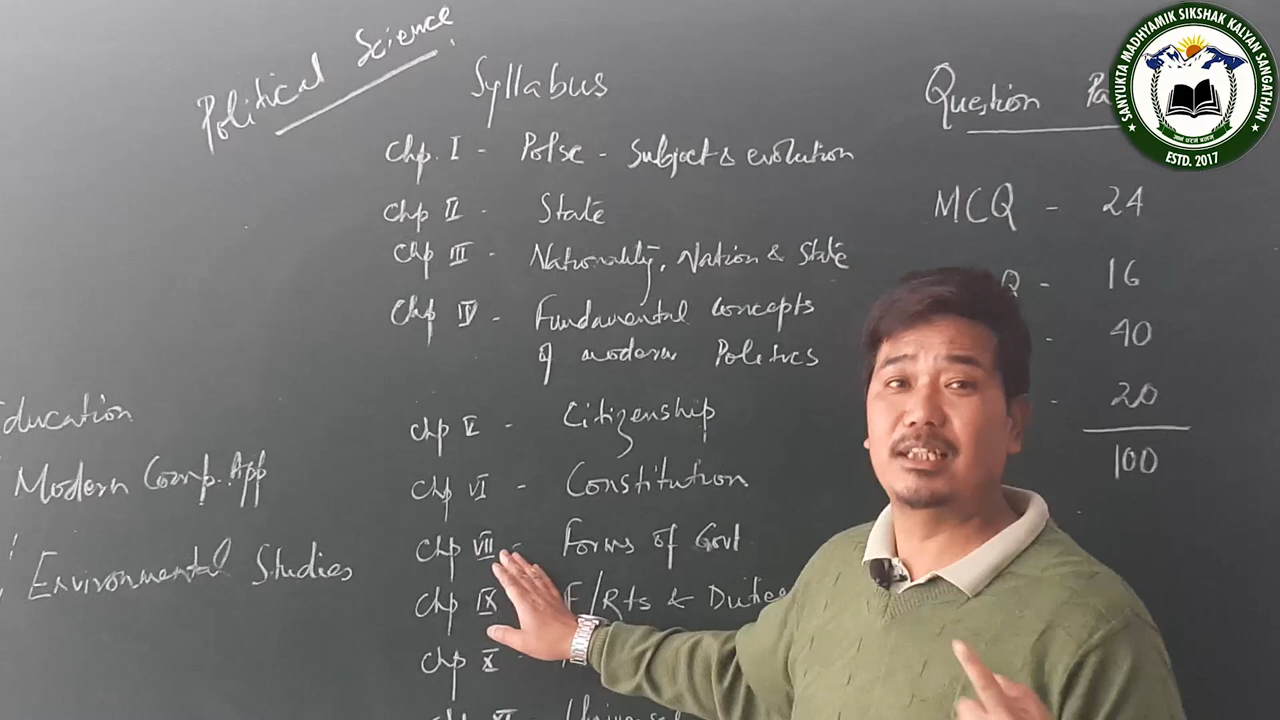 Political Science
Syllabus
Chp. I - Polsc - Subject & evolution
Chp II - State
Chp III - Nationality, Nation & State
Chp IV - Fundamental Concepts
of modern Politics
Chp V - Citizenship
Chp VI - Constitution
Chp VII - Forms of Govt
Chp IX F/Rts & Duties
Chp X -
Education
Modern Comp. App
Environmental Studies
Question
MCQ - 24
Q - 16
- 40
- 20
100
SANYUKTA MADHYAMIK SIKSHAK KALYAN SANGATHAN
ESTD. 2017